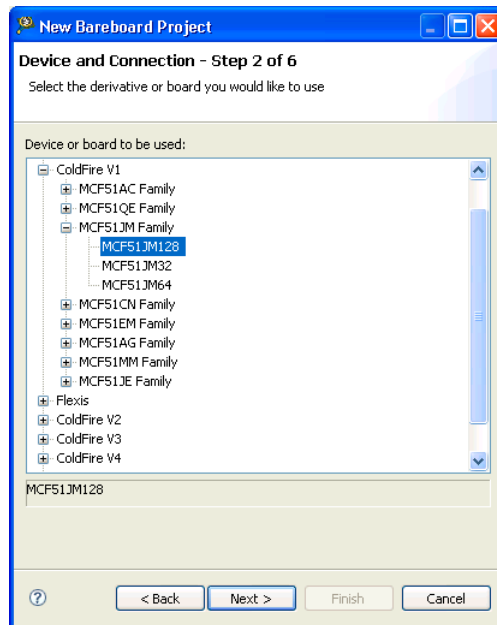 New Bareboard Project
Device and Connection - Step 2 of 6
Select the derivative or board you would like to use
Device or board to be used:
ColdFire V1
MCF51AC Family
MCF51QE Family
MCF51JM Family
MCF51JM128
MCF51JM32
MCF51JM64
MCF51CN Family
MCF51EM Family
MCF51AG Family
MCF51MM Family
MCF51JE Family
Flexis
ColdFire V2
ColdFire V3
ColdFire V4
MCF51JM128
? < Back Next > Finish Cancel